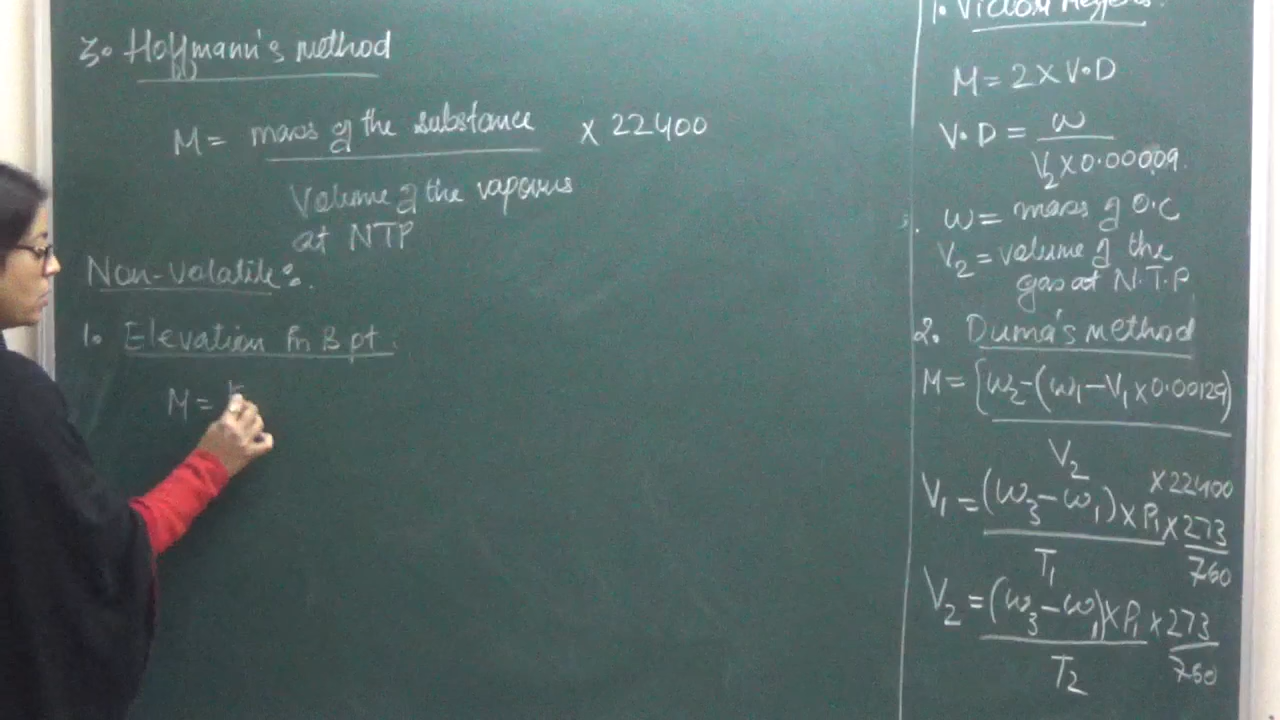 3. Hoffmann's method
M = mass of the substance × 22400
Volume of the vapours
at NTP
Non-volatile:.
1. Elevation in B pt:
M = K
1. Victor Meyers:
M = 2 × V·D
V·D = w
V₂ × 0.00009.
w = mass of O.C
V₂ = volume of the
gas at N.T.P
2. Duma's method
M = [w₂ - (w₁ - V₁ × 0.00129)
V₂
× 22400
V₁ = (w₃ - w₁) × P₁ × 273
T₁ 760
V₂ = (w₃ - w₁) × P₁ × 273
T₂ 760